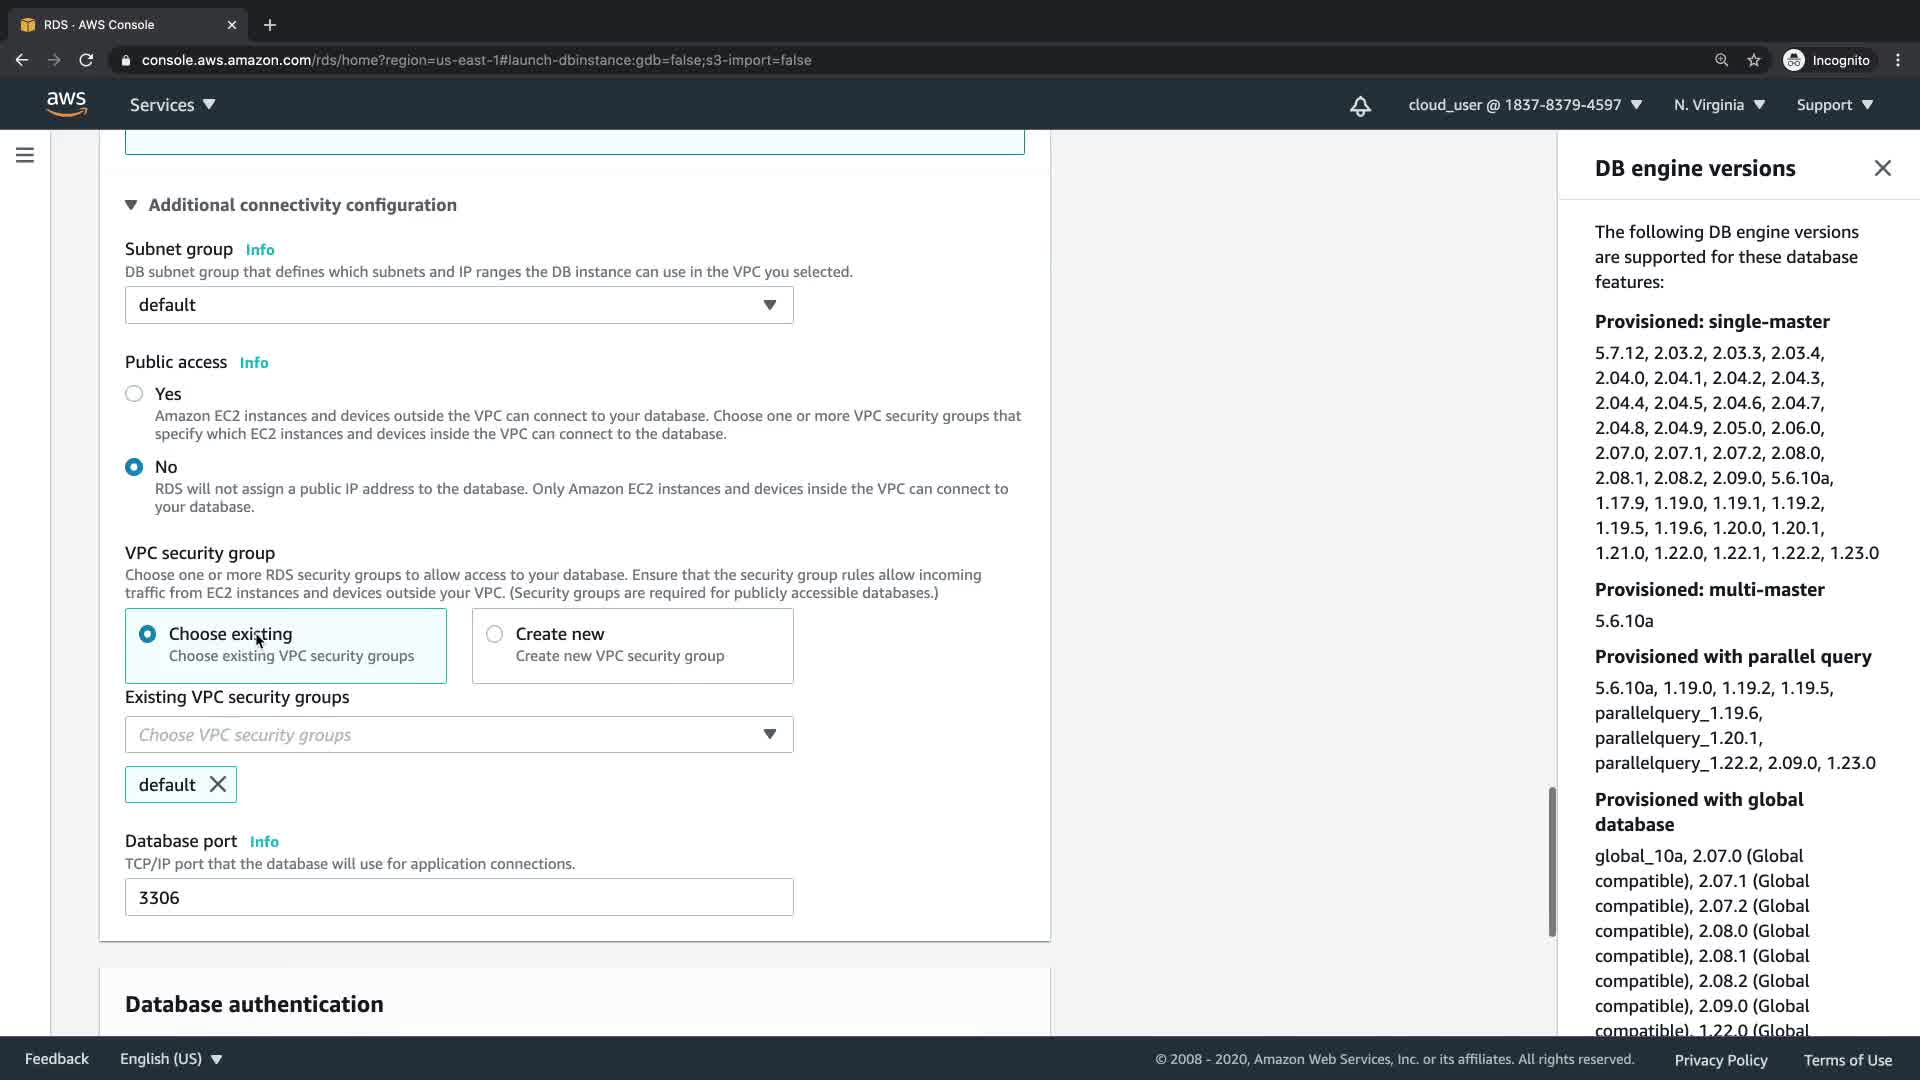 RDS · AWS Console
console.aws.amazon.com/rds/home?region=us-east-1#launch-dbinstance:gdb=false;s3-import=false
Incognito
aws
Services
cloud_user @ 1837-8379-4597
N. Virginia
Support
Additional connectivity configuration
Subnet group Info
DB subnet group that defines which subnets and IP ranges the DB instance can use in the VPC you selected.
default
Public access Info
Yes
Amazon EC2 instances and devices outside the VPC can connect to your database. Choose one or more VPC security groups that
specify which EC2 instances and devices inside the VPC can connect to the database.
No
RDS will not assign a public IP address to the database. Only Amazon EC2 instances and devices inside the VPC can connect to
your database.
VPC security group
Choose one or more RDS security groups to allow access to your database. Ensure that the security group rules allow incoming
traffic from EC2 instances and devices outside your VPC. (Security groups are required for publicly accessible databases.)
Choose existing
Choose existing VPC security groups
Create new
Create new VPC security group
Existing VPC security groups
Choose VPC security groups
default
Database port Info
TCP/IP port that the database will use for application connections.
3306
Database authentication
DB engine versions
The following DB engine versions
are supported for these database
features:
Provisioned: single-master
5.7.12, 2.03.2, 2.03.3, 2.03.4,
2.04.0, 2.04.1, 2.04.2, 2.04.3,
2.04.4, 2.04.5, 2.04.6, 2.04.7,
2.04.8, 2.04.9, 2.05.0, 2.06.0,
2.07.0, 2.07.1, 2.07.2, 2.08.0,
2.08.1, 2.08.2, 2.09.0, 5.6.10a,
1.17.9, 1.19.0, 1.19.1, 1.19.2,
1.19.5, 1.19.6, 1.20.0, 1.20.1,
1.21.0, 1.22.0, 1.22.1, 1.22.2, 1.23.0
Provisioned: multi-master
5.6.10a
Provisioned with parallel query
5.6.10a, 1.19.0, 1.19.2, 1.19.5,
parallelquery_1.19.6,
parallelquery_1.20.1,
parallelquery_1.22.2, 2.09.0, 1.23.0
Provisioned with global
database
global_10a, 2.07.0 (Global
compatible), 2.07.1 (Global
compatible), 2.07.2 (Global
compatible), 2.08.0 (Global
compatible), 2.08.1 (Global
compatible), 2.08.2 (Global
compatible), 2.09.0 (Global
compatible), 1.22.0 (Global
Feedback
English (US)
© 2008 - 2020, Amazon Web Services, Inc. or its affiliates. All rights reserved.
Privacy Policy
Terms of Use